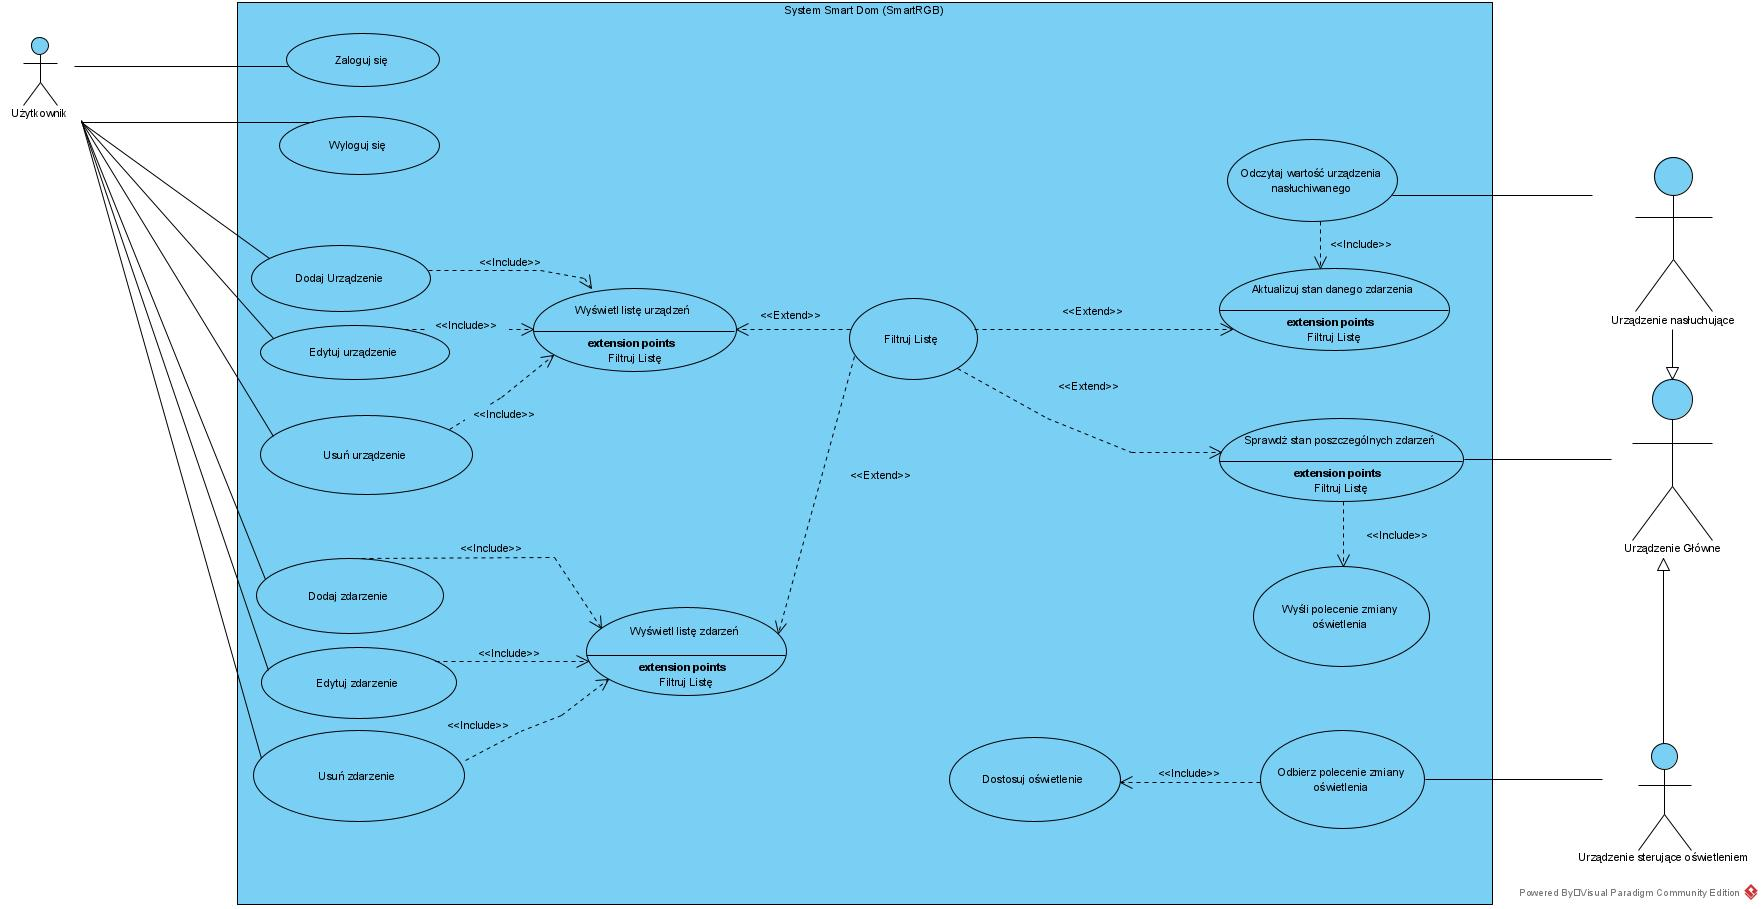 System Smart Dom (SmartRGB)
Użytkownik
Zaloguj się
Wyloguj się
Dodaj Urządzenie
<<Include>>
Edytuj urządzenie
<<Include>>
Usuń urządzenie
<<Include>>
Wyświetl listę urządzeń
extension points
Filtruj Listę
<<Extend>>
Filtruj Listę
<<Extend>>
<<Extend>>
<<Extend>>
Dodaj zdarzenie
<<Include>>
Edytuj zdarzenie
<<Include>>
Usuń zdarzenie
<<Include>>
Wyświetl listę zdarzeń
extension points
Filtruj Listę
Odczytaj wartość urządzenia
nasłuchiwanego
<<Include>>
Aktualizuj stan danego zdarzenia
extension points
Filtruj Listę
Sprawdź stan poszczególnych zdarzeń
extension points
Filtruj Listę
<<Include>>
Wyśli polecenie zmiany
oświetlenia
Dostosuj oświetlenie
<<Include>>
Odbierz polecenie zmiany
oświetlenia
Urządzenie nasłuchujące
Urządzenie Główne
Urządzenie sterujące oświetleniem
Powered By□Visual Paradigm Community Edition